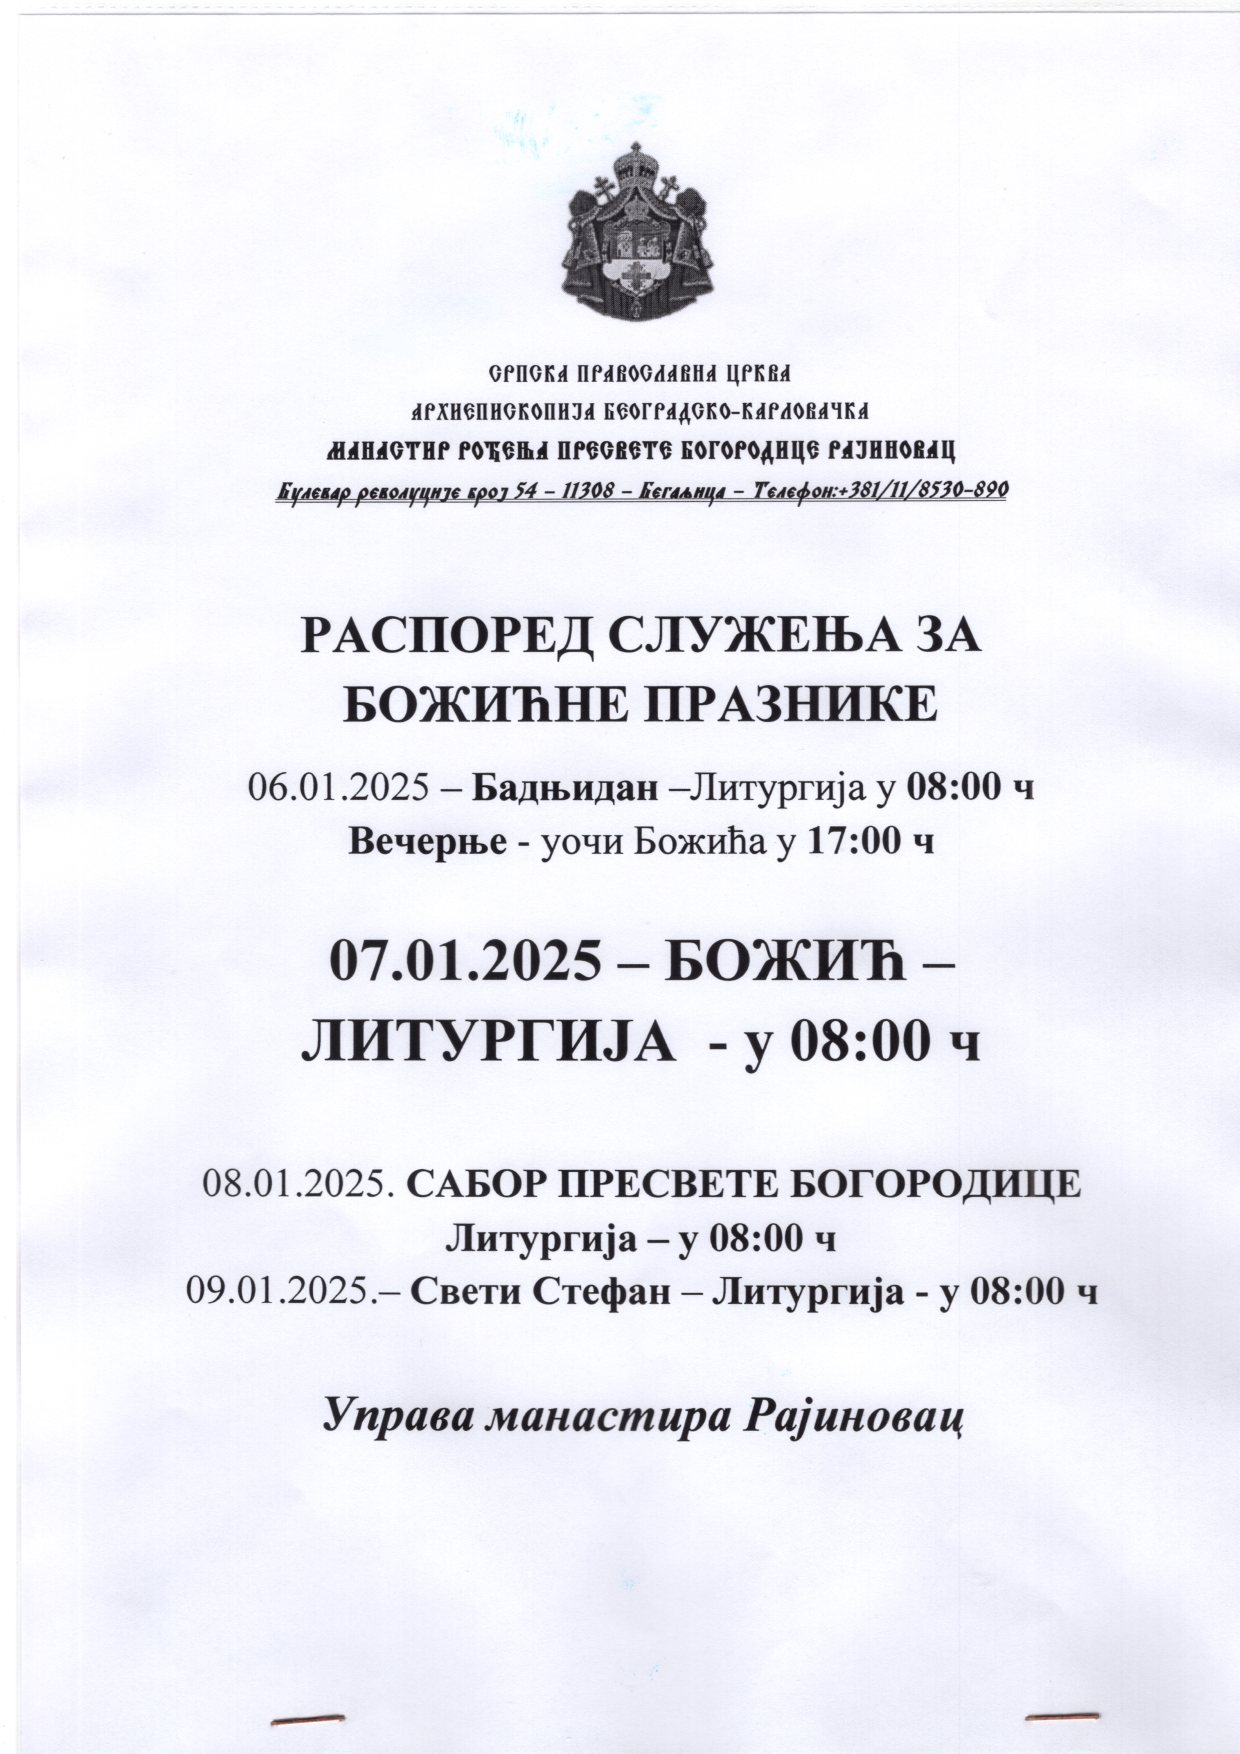 СРПСКА ПРАВОСЛАВНА ЦРКВА
АРХИЕПИСКОПИЈА БЕОГРАДСКО-КАРЛОВАЧКА
МАНАСТИР РОЂЕЊА ПРЕСВЕТЕ БОГОРОДИЦЕ РАЈИНОВАЦ
Булевар револуције број 54 – 11308 – Бегаљица – Телефон:+381/11/8530-890
РАСПОРЕД СЛУЖЕЊА ЗА
БОЖИЋНЕ ПРАЗНИКЕ
06.01.2025 – Бадњидан –Литургија у 08:00 ч
Вечерње - уочи Божића у 17:00 ч
07.01.2025 – БОЖИЋ –
ЛИТУРГИЈА - у 08:00 ч
08.01.2025. САБОР ПРЕСВЕТЕ БОГОРОДИЦЕ
Литургија – у 08:00 ч
09.01.2025.– Свети Стефан – Литургија - у 08:00 ч
Управа манастира Рајиновац